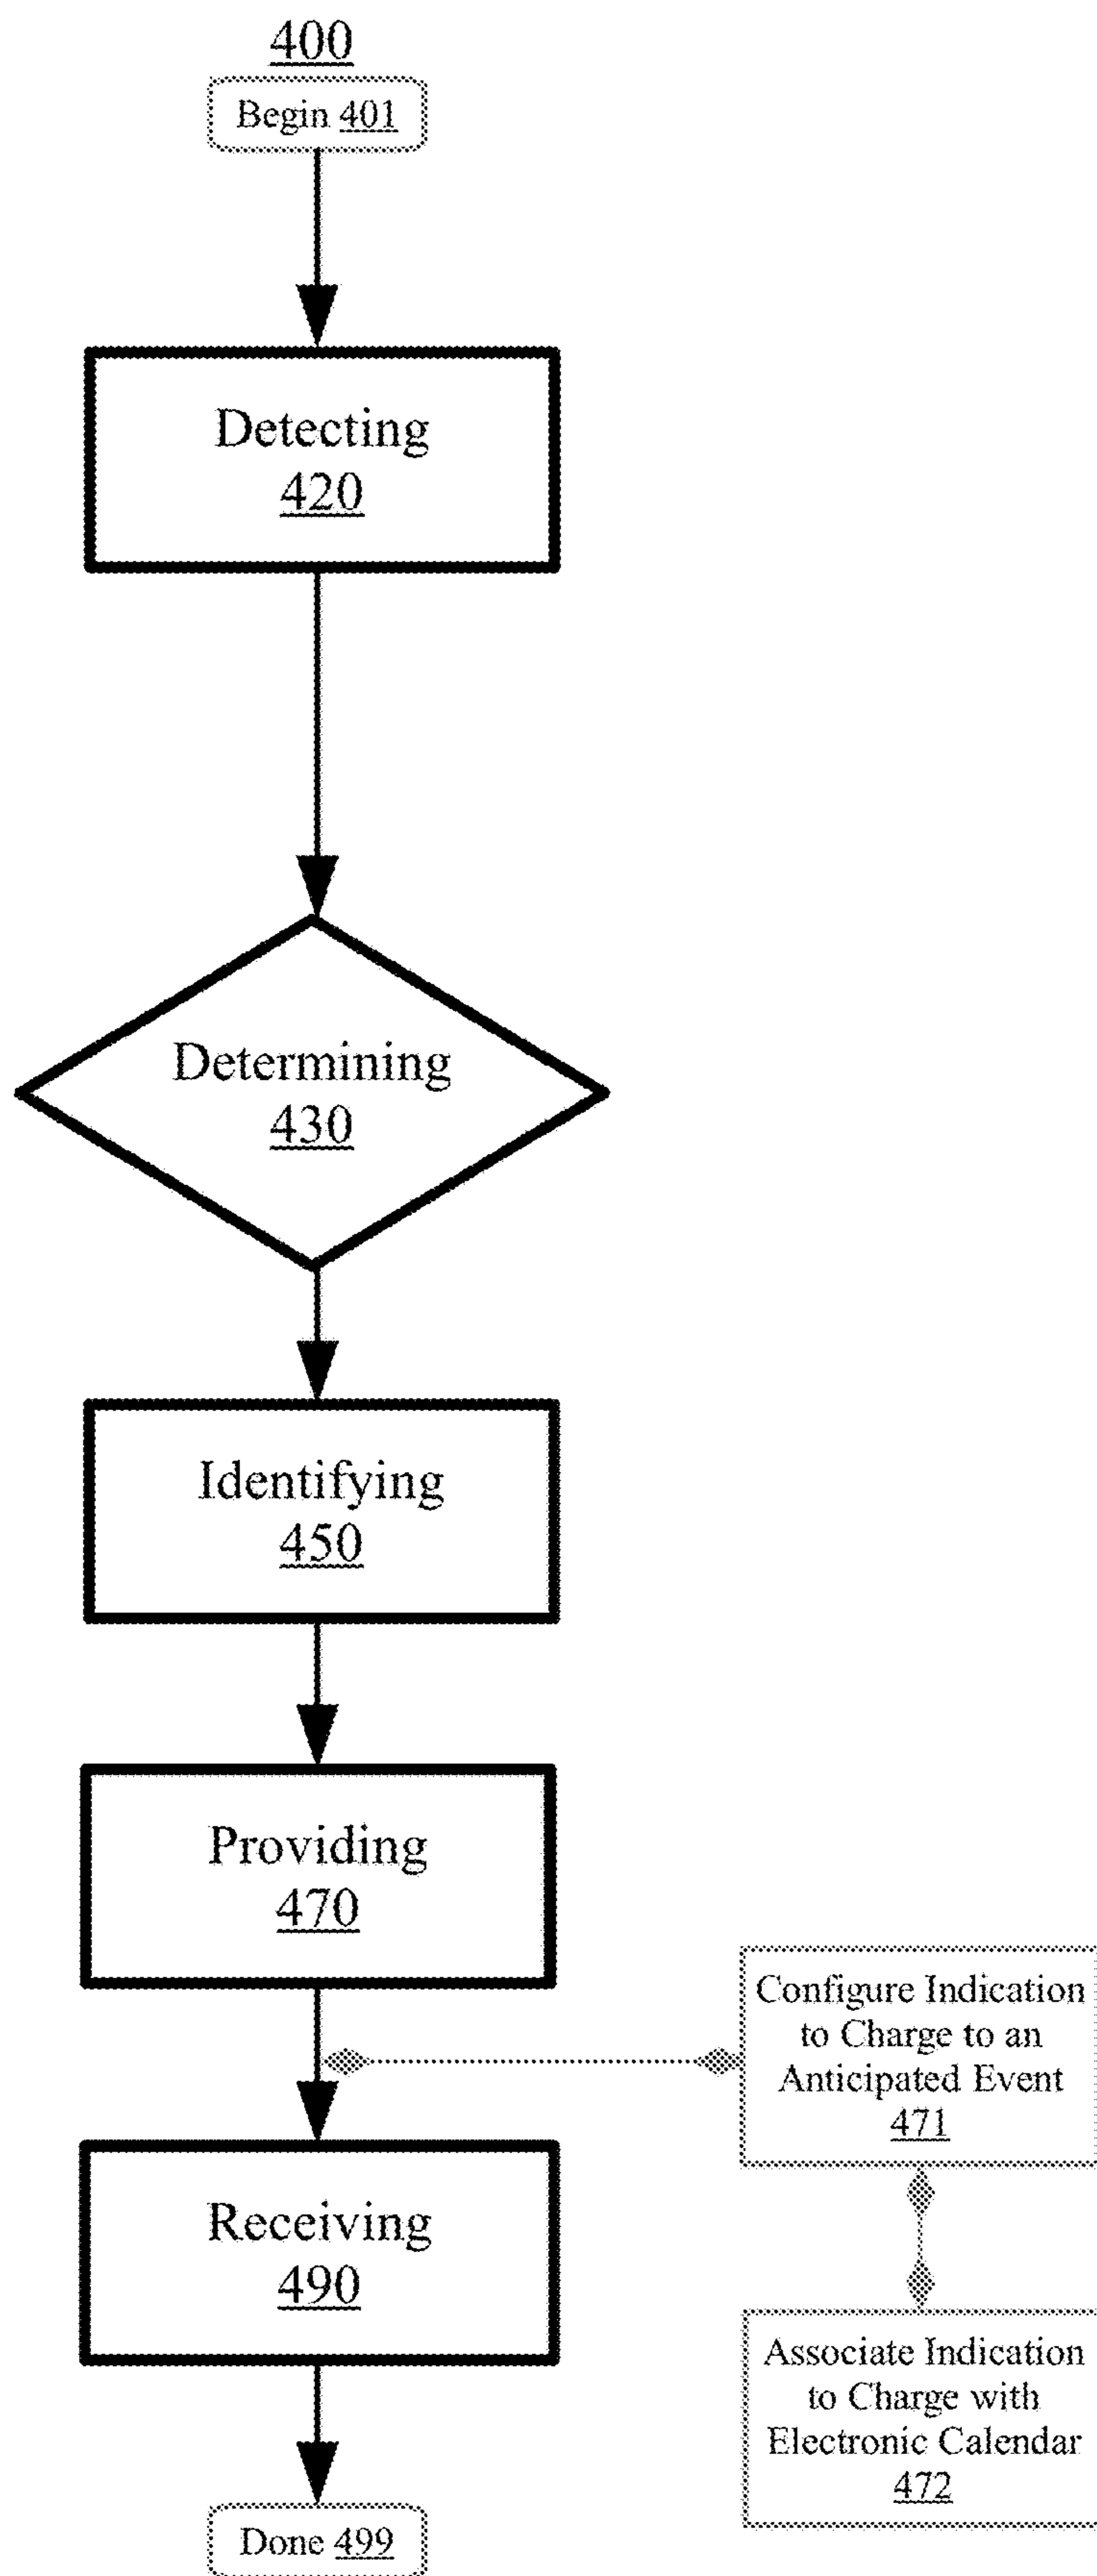 400
Begin 401
Detecting
420
Determining
430
Identifying
450
Providing
470
Configure Indication
to Charge to an
Anticipated Event
471
Receiving
490
Associate Indication
to Charge with
Electronic Calendar
472
Done 499